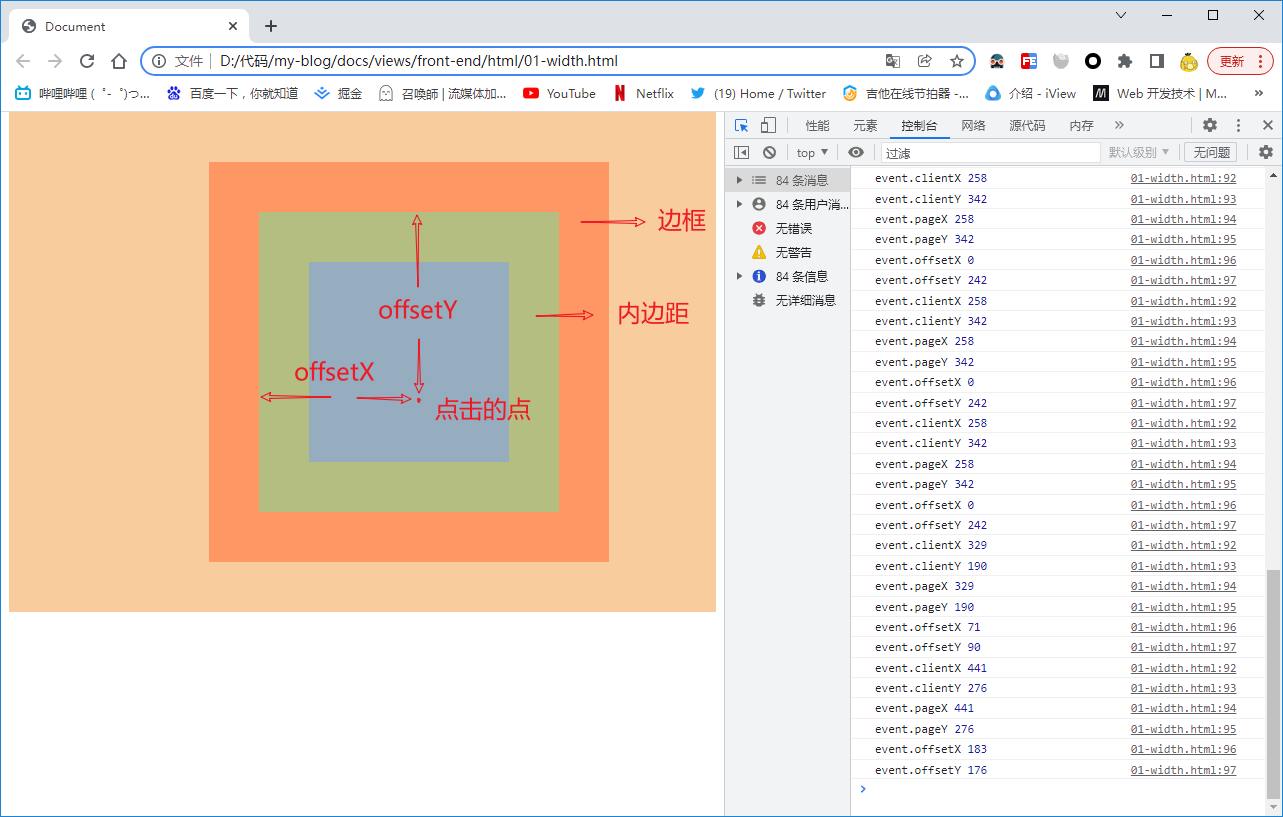 Document
文件 D:/代码/my-blog/docs/views/front-end/html/01-width.html
更新
哔哩哔哩 (゜-゜)つ... 百度一下，你就知道 掘金 召唤師 | 流媒体加... YouTube Netflix (19) Home / Twitter 吉他在线节拍器 -... 介绍 - iView Web 开发技术 | M... »
性能 元素 控制台 网络 源代码 内存 »
top 过滤 默认级别 无问题
边框
内边距
offsetY
offsetX
点击的点
84 条消息
84 条用户消...
无错误
无警告
84 条信息
无详细消息
event.clientX 258 01-width.html:92
event.clientY 342 01-width.html:93
event.pageX 258 01-width.html:94
event.pageY 342 01-width.html:95
event.offsetX 0 01-width.html:96
event.offsetY 242 01-width.html:97
event.clientX 258 01-width.html:92
event.clientY 342 01-width.html:93
event.pageX 258 01-width.html:94
event.pageY 342 01-width.html:95
event.offsetX 0 01-width.html:96
event.offsetY 242 01-width.html:97
event.clientX 258 01-width.html:92
event.clientY 342 01-width.html:93
event.pageX 258 01-width.html:94
event.pageY 342 01-width.html:95
event.offsetX 0 01-width.html:96
event.offsetY 242 01-width.html:97
event.clientX 329 01-width.html:92
event.clientY 190 01-width.html:93
event.pageX 329 01-width.html:94
event.pageY 190 01-width.html:95
event.offsetX 71 01-width.html:96
event.offsetY 90 01-width.html:97
event.clientX 441 01-width.html:92
event.clientY 276 01-width.html:93
event.pageX 441 01-width.html:94
event.pageY 276 01-width.html:95
event.offsetX 183 01-width.html:96
event.offsetY 176 01-width.html:97